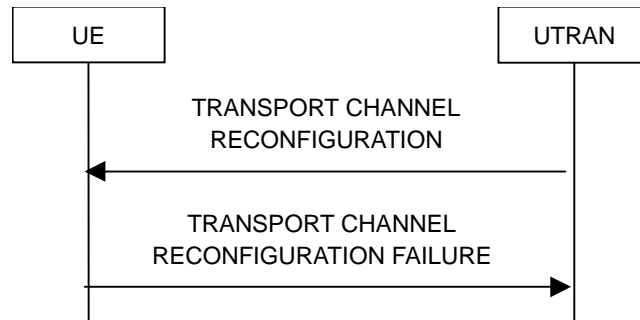 UE
UTRAN
TRANSPORT CHANNEL
RECONFIGURATION
TRANSPORT CHANNEL
RECONFIGURATION FAILURE